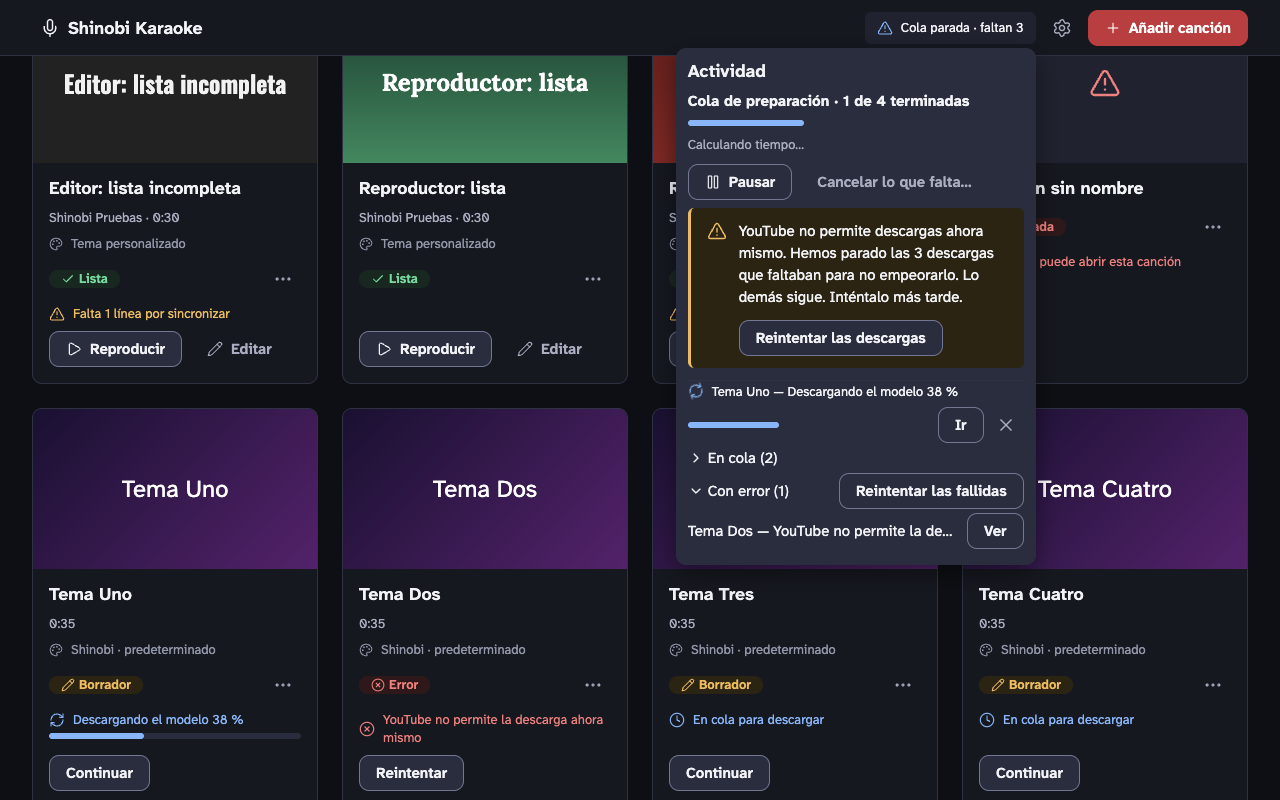 Shinobi Karaoke
Cola parada · faltan 3
Añadir canción
Editor: lista incompleta
Reproductor: lista
Editor: lista incompleta
Shinobi Pruebas · 0:30
Tema personalizado
Lista
Falta 1 línea por sincronizar
Reproducir
Editar
Reproductor: lista
Shinobi Pruebas · 0:30
Tema personalizado
Lista
Reproducir
Editar
n sin nombre
ada
puede abrir esta canción
Actividad
Cola de preparación · 1 de 4 terminadas
Calculando tiempo...
Pausar
Cancelar lo que falta...
YouTube no permite descargas ahora
mismo. Hemos parado las 3 descargas
que faltaban para no empeorarlo. Lo
demás sigue. Inténtalo más tarde.
Reintentar las descargas
Tema Uno — Descargando el modelo 38 %
Ir
En cola (2)
Con error (1)
Reintentar las fallidas
Tema Dos — YouTube no permite la de...
Ver
Tema Uno
Tema Uno
0:35
Shinobi · predeterminado
Borrador
Descargando el modelo 38 %
Continuar
Tema Dos
Tema Dos
0:35
Shinobi · predeterminado
Error
YouTube no permite la descarga ahora
mismo
Reintentar
Tema Tres
0:35
Shinobi · predeterminado
Borrador
En cola para descargar
Continuar
Tema Cuatro
Tema Cuatro
0:35
Shinobi · predeterminado
Borrador
En cola para descargar
Continuar